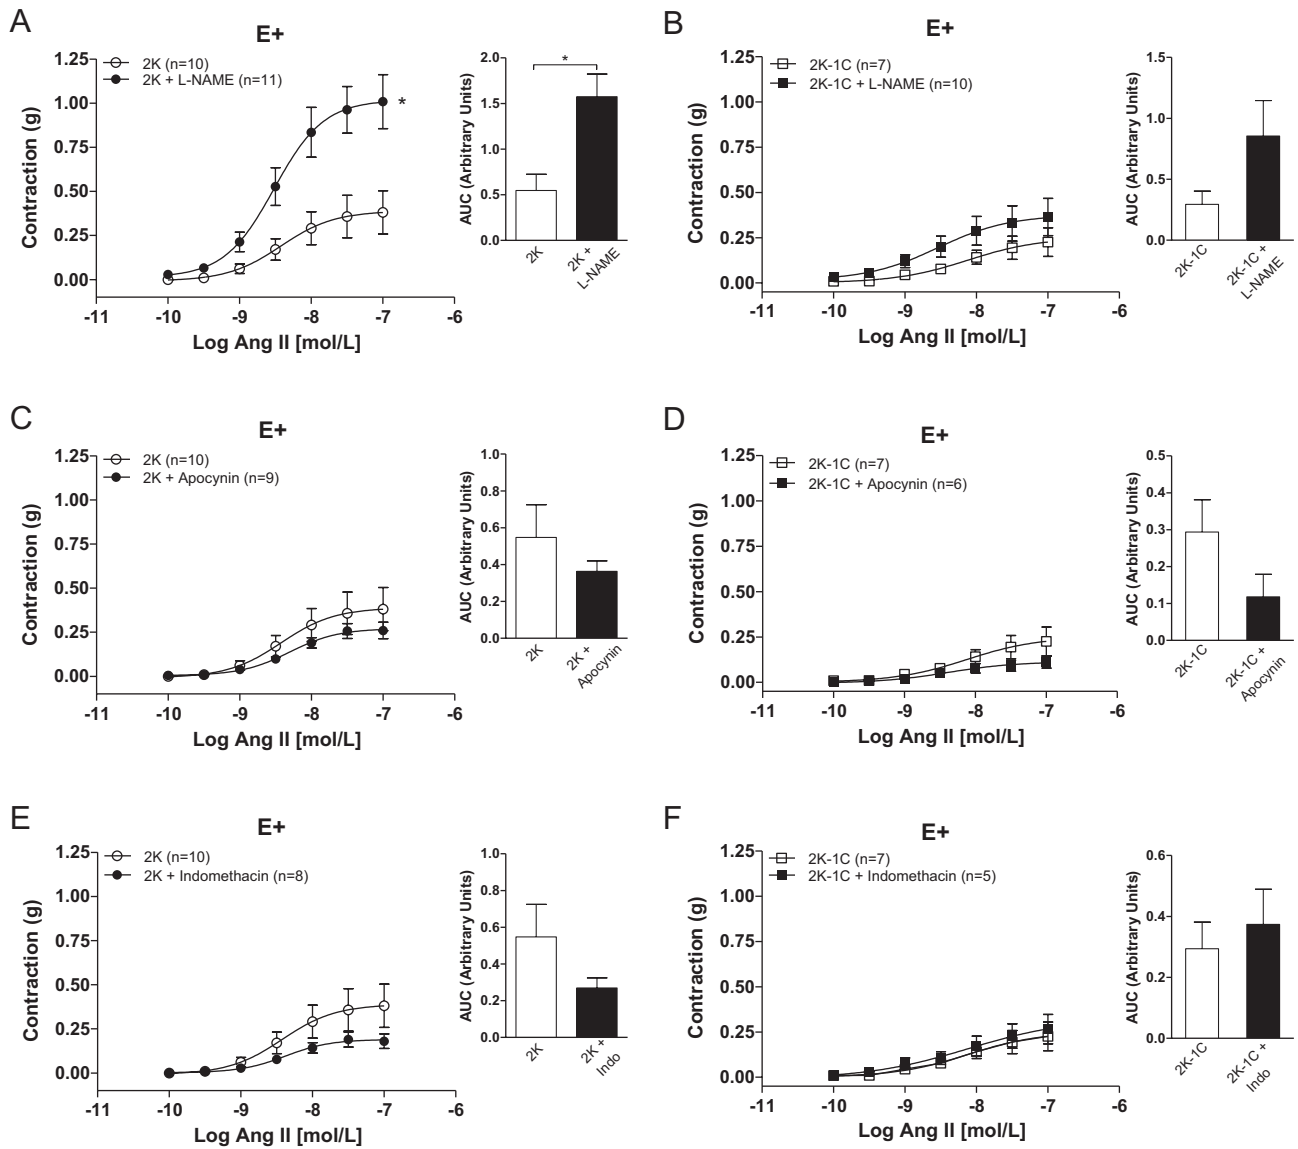 A
E+
2K (n=10)
2K + L-NAME (n=11)
1.25
1.00
0.75
0.50
0.25
0.00
Contraction (g)
*
-11 -10 -9 -8 -7 -6
Log Ang II [mol/L]
2.0
1.5
1.0
0.5
0.0
AUC (Arbitrary Units)
*
2K
2K +
L-NAME
B
E+
2K-1C (n=7)
2K-1C + L-NAME (n=10)
1.25
1.00
0.75
0.50
0.25
0.00
Contraction (g)
-11 -10 -9 -8 -7 -6
Log Ang II [mol/L]
1.5
1.0
0.5
0.0
AUC (Arbitrary Units)
2K-1C
2K-1C +
L-NAME
C
E+
2K (n=10)
2K + Apocynin (n=9)
1.25
1.00
0.75
0.50
0.25
0.00
Contraction (g)
-11 -10 -9 -8 -7 -6
Log Ang II [mol/L]
1.0
0.8
0.6
0.4
0.2
0.0
AUC (Arbitrary Units)
2K
2K +
Apocynin
D
E+
2K-1C (n=7)
2K-1C + Apocynin (n=6)
1.25
1.00
0.75
0.50
0.25
0.00
Contraction (g)
-11 -10 -9 -8 -7 -6
Log Ang II [mol/L]
0.5
0.4
0.3
0.2
0.1
0.0
AUC (Arbitrary Units)
2K-1C
2K-1C +
Apocynin
E
E+
2K (n=10)
2K + Indomethacin (n=8)
1.25
1.00
0.75
0.50
0.25
0.00
Contraction (g)
-11 -10 -9 -8 -7 -6
Log Ang II [mol/L]
1.0
0.8
0.6
0.4
0.2
0.0
AUC (Arbitrary Units)
2K
2K +
Indo
F
E+
2K-1C (n=7)
2K-1C + Indomethacin (n=5)
1.25
1.00
0.75
0.50
0.25
0.00
Contraction (g)
-11 -10 -9 -8 -7 -6
Log Ang II [mol/L]
0.6
0.4
0.2
0.0
AUC (Arbitrary Units)
2K-1C
2K-1C +
Indo